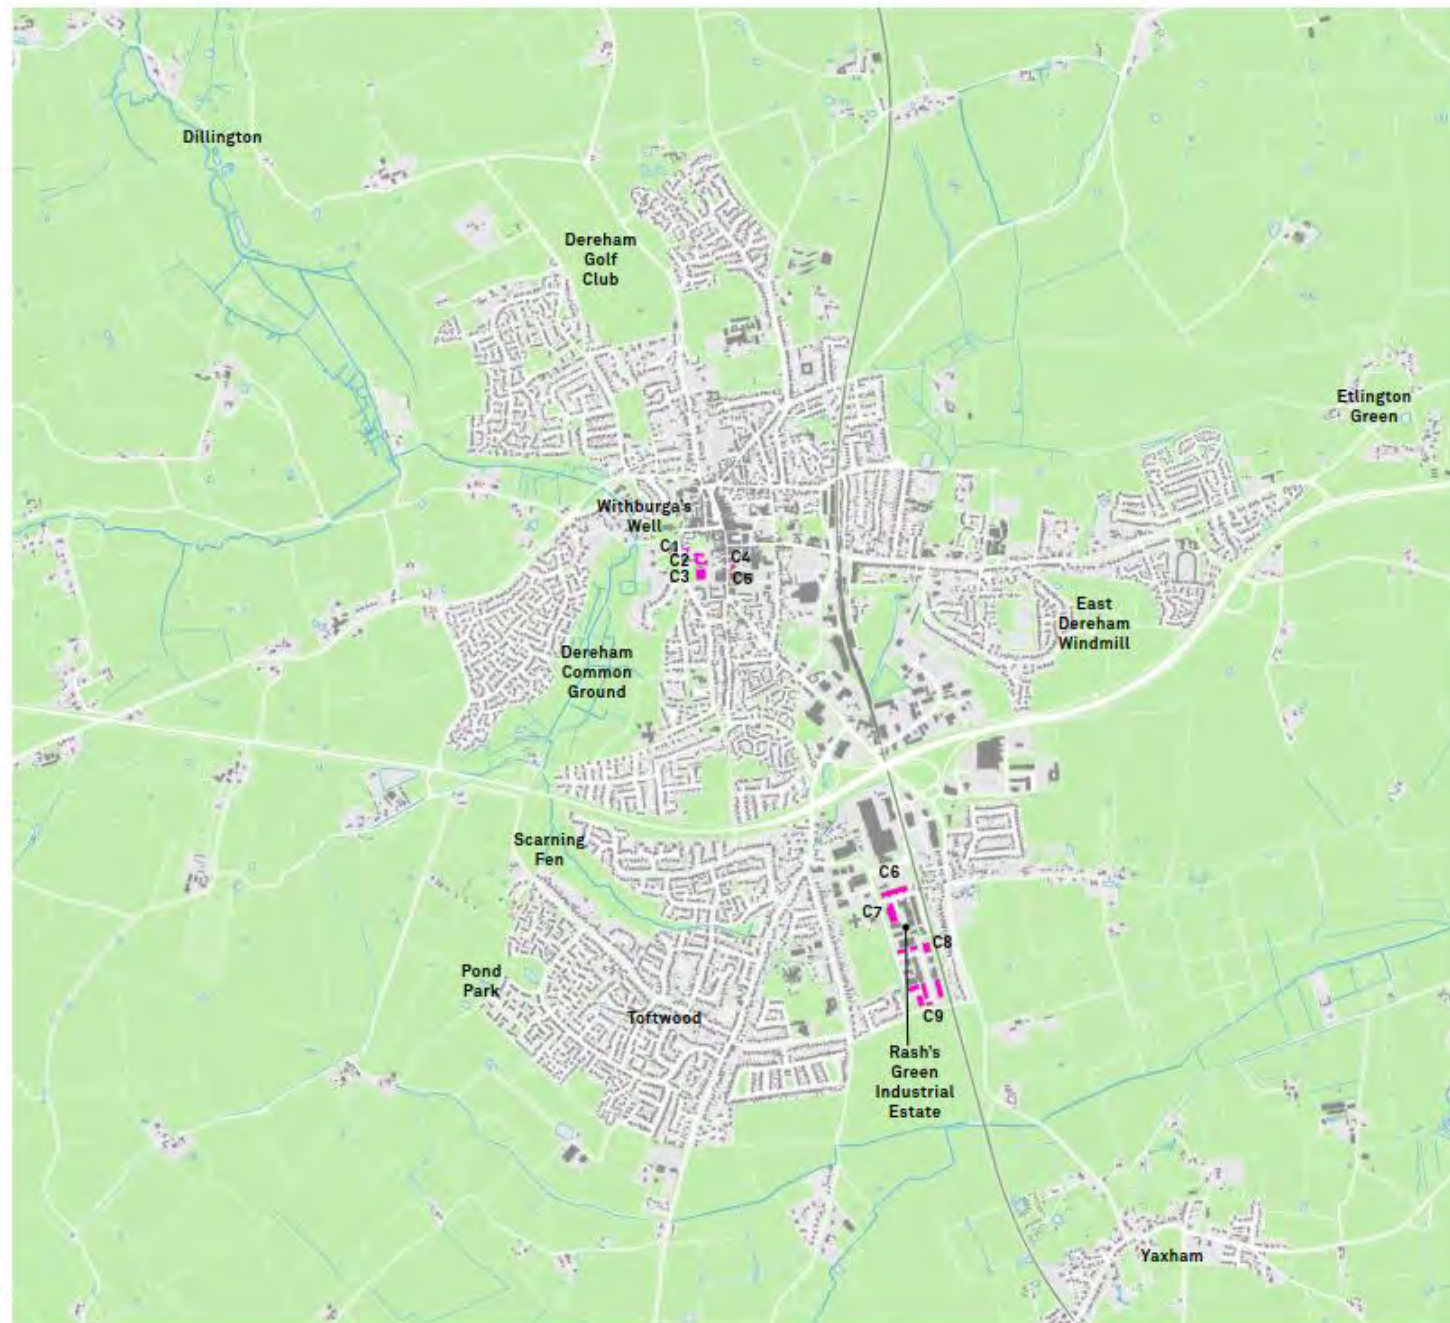 Dillington
Dereham
Golf
Club
Etlington
Green
Withburga's
Well
C1
C2
C3
C4
C5
East
Dereham
Windmill
Dereham
Common
Ground
Scarning
Fen
C6
C7
C8
Pond
Park
Toftwood
C9
Rash's
Green
Industrial
Estate
Yaxham